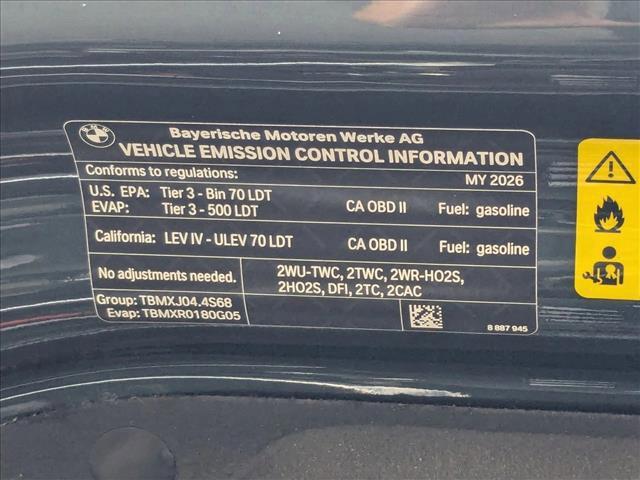 BMW
Bayerische Motoren Werke AG
VEHICLE EMISSION CONTROL INFORMATION
Conforms to regulations: MY 2026
U.S. EPA: Tier 3 - Bin 70 LDT
EVAP: Tier 3 - 500 LDT CA OBD II Fuel: gasoline
California: LEV IV - ULEV 70 LDT CA OBD II Fuel: gasoline
No adjustments needed. 2WU-TWC, 2TWC, 2WR-HO2S,
2HO2S, DFI, 2TC, 2CAC
Group: TBMXJ04.4S68
Evap: TBMXR0180G05
8 887 945